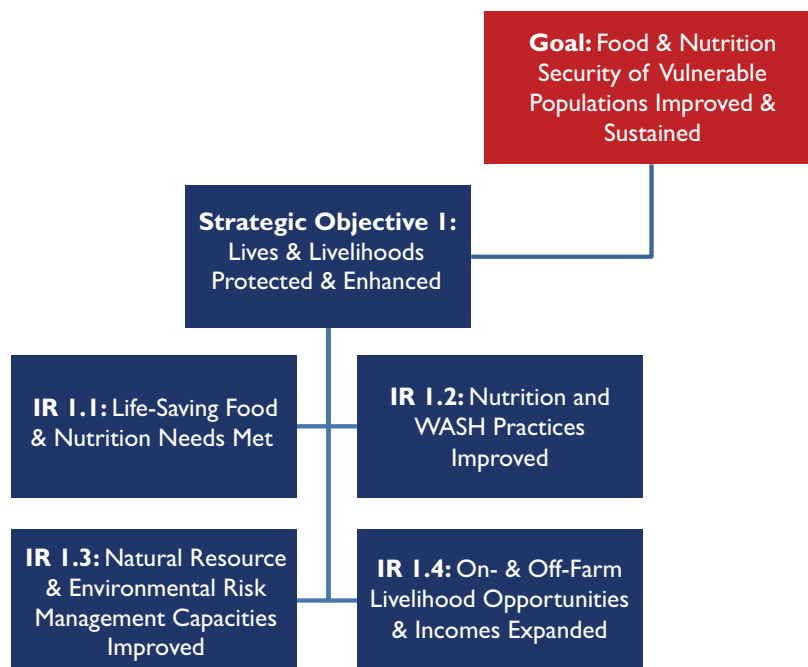 Goal: Food & Nutrition
Security of Vulnerable
Populations Improved &
Sustained
Strategic Objective 1:
Lives & Livelihoods
Protected & Enhanced
IR 1.1: Life-Saving Food
& Nutrition Needs Met
IR 1.2: Nutrition and
WASH Practices
Improved
IR 1.3: Natural Resource
& Environmental Risk
Management Capacities
Improved
IR 1.4: On- & Off-Farm
Livelihood Opportunities
& Incomes Expanded